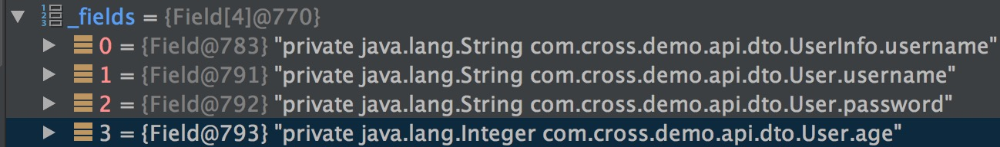 _fields = {Field[4]@770}
0 = {Field@783} "private java.lang.String com.cross.demo.api.dto.UserInfo.username"
1 = {Field@791} "private java.lang.String com.cross.demo.api.dto.User.username"
2 = {Field@792} "private java.lang.String com.cross.demo.api.dto.User.password"
3 = {Field@793} "private java.lang.Integer com.cross.demo.api.dto.User.age"